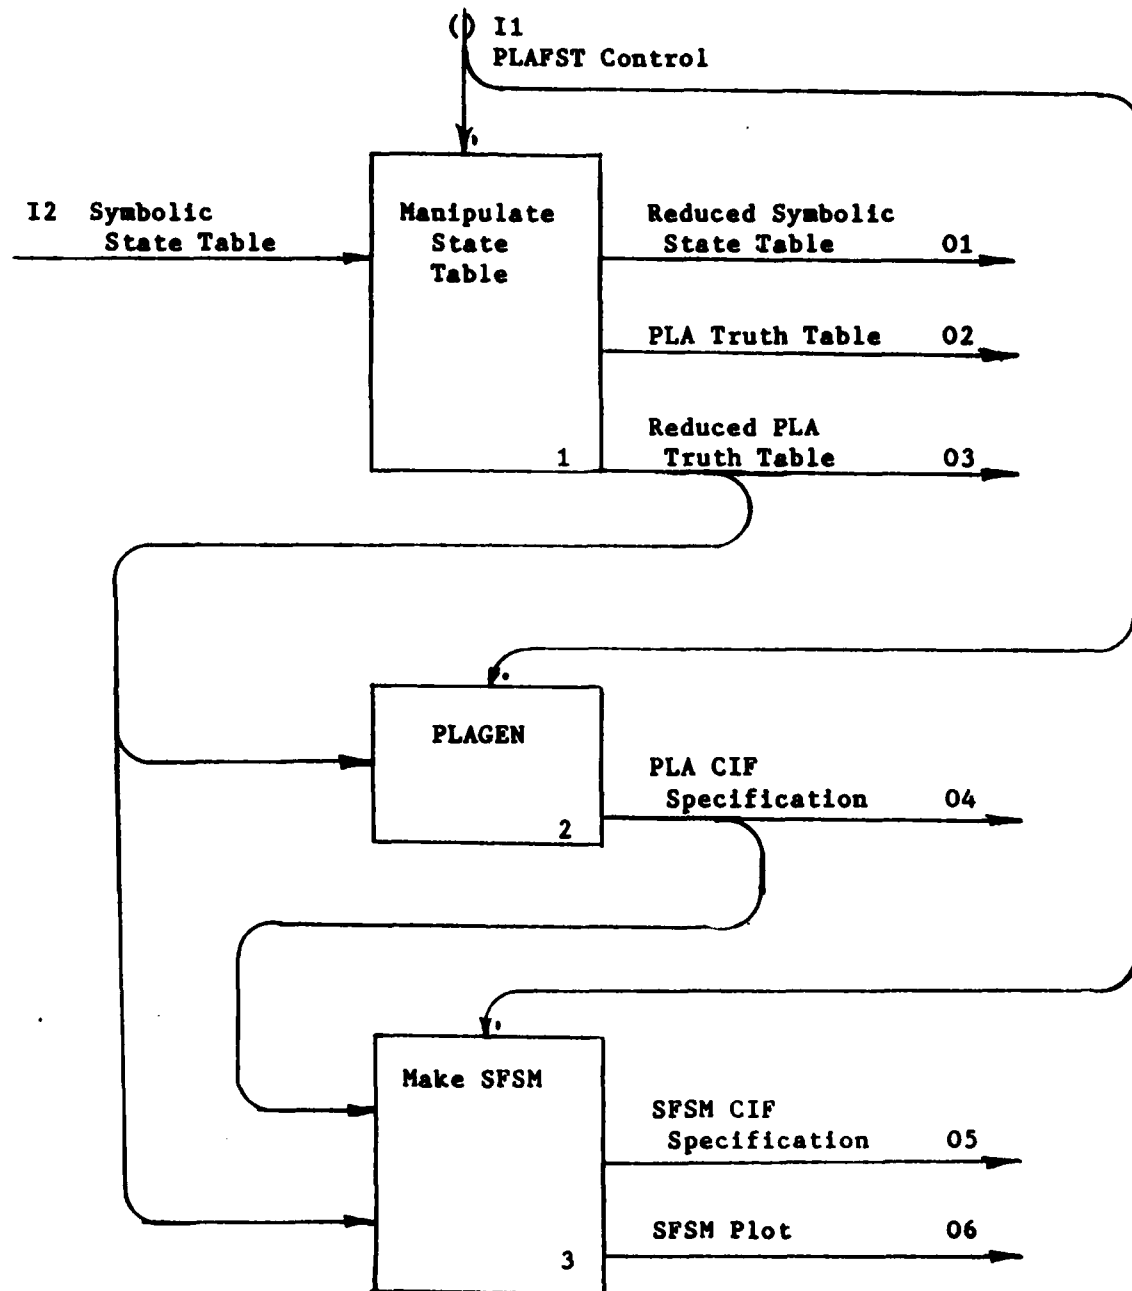 () I1
PLAFST Control
I2 Symbolic
State Table
Manipulate
State
Table
1
Reduced Symbolic
State Table O1
PLA Truth Table O2
Reduced PLA
Truth Table O3
PLAGEN
2
PLA CIF
Specification O4
Make SFSM
3
SFSM CIF
Specification O5
SFSM Plot O6